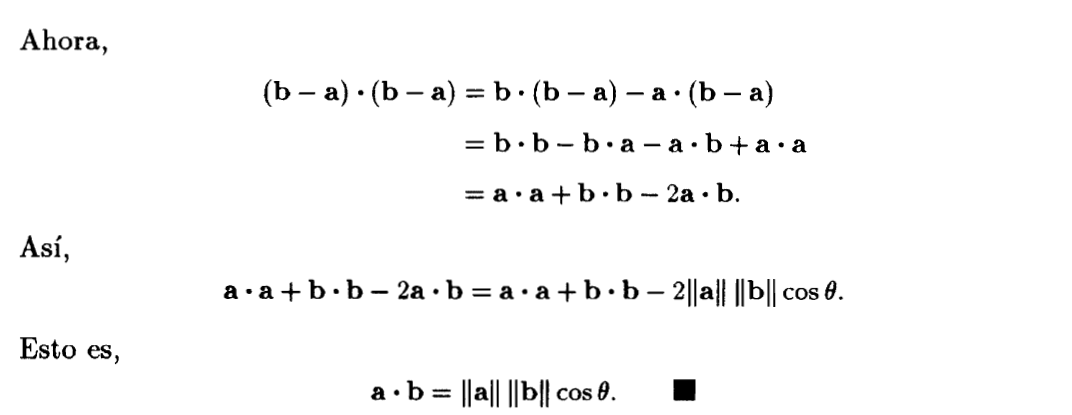 Ahora,
(b − a) · (b − a) = b · (b − a) − a · (b − a)
= b · b − b · a − a · b + a · a
= a · a + b · b − 2a · b.
Así,
a · a + b · b − 2a · b = a · a + b · b − 2‖a‖ ‖b‖ cos θ.
Esto es,
a · b = ‖a‖ ‖b‖ cos θ. ■